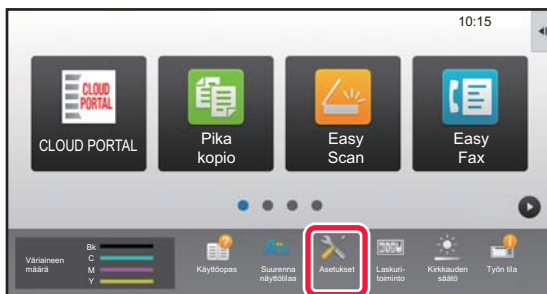 10:15
CLOUD
PORTAL
CLOUD PORTAL
Pika
kopio
Easy
Scan
Easy
Fax
Väriaineen
määrä
Bk
C
M
Y
Käyttöopas
Suurenna
näyttötilaa
Asetukset
Laskuri-
toiminto
Kirkkauden
säätö
Työn tila